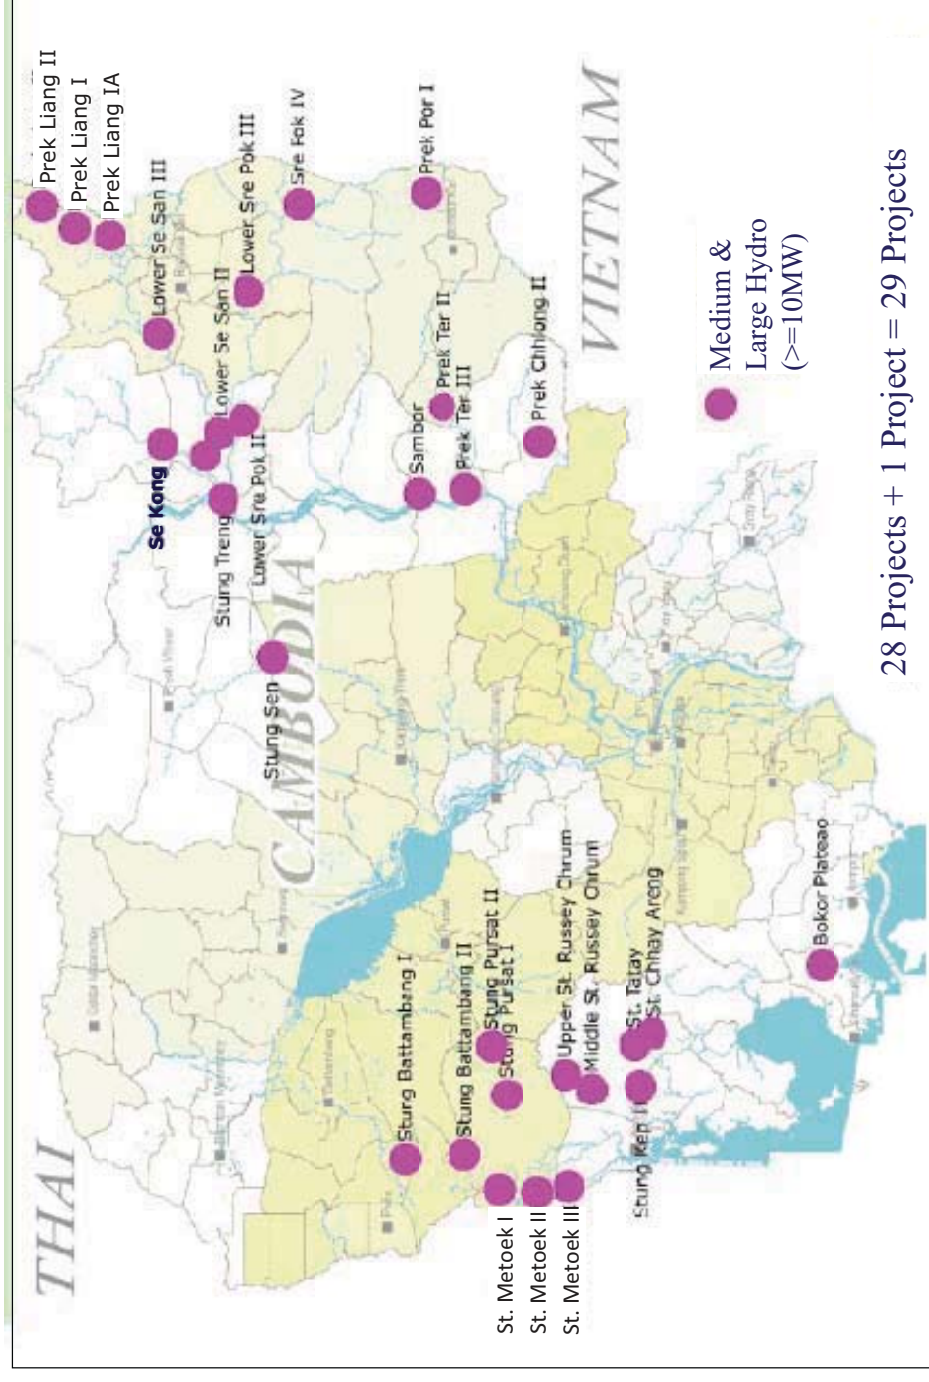 Prek Liang II
Prek Liang I
Prek Liang IA
THAI
Lower Se San III
Se Kong
Lower Se San II
Stung Treng
Lower Sre Pok III
Lower Sre Pok II
Stung Sen
CAMBODIA
Sre Pok IV
Stung Battambang I
Sambor
Prek Por I
Prek Ter II
Stung Battambang II
Prek Ter III
Stung Pursat II
St. Metoek I
Stung Pursat I
St. Metoek II
Prek Chhlong II
Upper St. Russey Chrum
St. Metoek III
Middle St. Russey Chrum
VIETNAM
St. Tatay
Stung Kep II
St. Chhay Areng
Medium &
Large Hydro
(>=10MW)
Bokor Plateao
28 Projects + 1 Project = 29 Projects